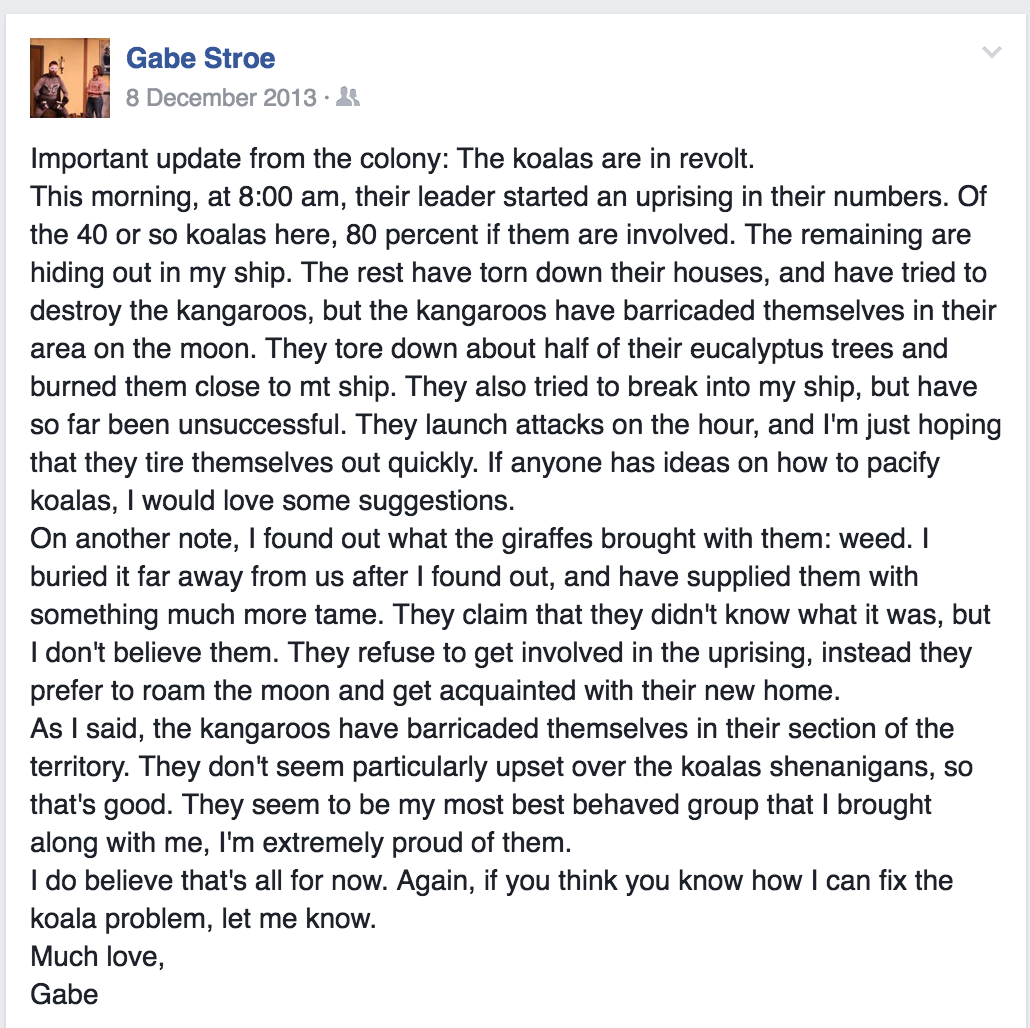 Gabe Stroe
8 December 2013 ·
Important update from the colony: The koalas are in revolt.
This morning, at 8:00 am, their leader started an uprising in their numbers. Of
the 40 or so koalas here, 80 percent if them are involved. The remaining are
hiding out in my ship. The rest have torn down their houses, and have tried to
destroy the kangaroos, but the kangaroos have barricaded themselves in their
area on the moon. They tore down about half of their eucalyptus trees and
burned them close to mt ship. They also tried to break into my ship, but have
so far been unsuccessful. They launch attacks on the hour, and I'm just hoping
that they tire themselves out quickly. If anyone has ideas on how to pacify
koalas, I would love some suggestions.
On another note, I found out what the giraffes brought with them: weed. I
buried it far away from us after I found out, and have supplied them with
something much more tame. They claim that they didn't know what it was, but
I don't believe them. They refuse to get involved in the uprising, instead they
prefer to roam the moon and get acquainted with their new home.
As I said, the kangaroos have barricaded themselves in their section of the
territory. They don't seem particularly upset over the koalas shenanigans, so
that's good. They seem to be my most best behaved group that I brought
along with me, I'm extremely proud of them.
I do believe that's all for now. Again, if you think you know how I can fix the
koala problem, let me know.
Much love,
Gabe